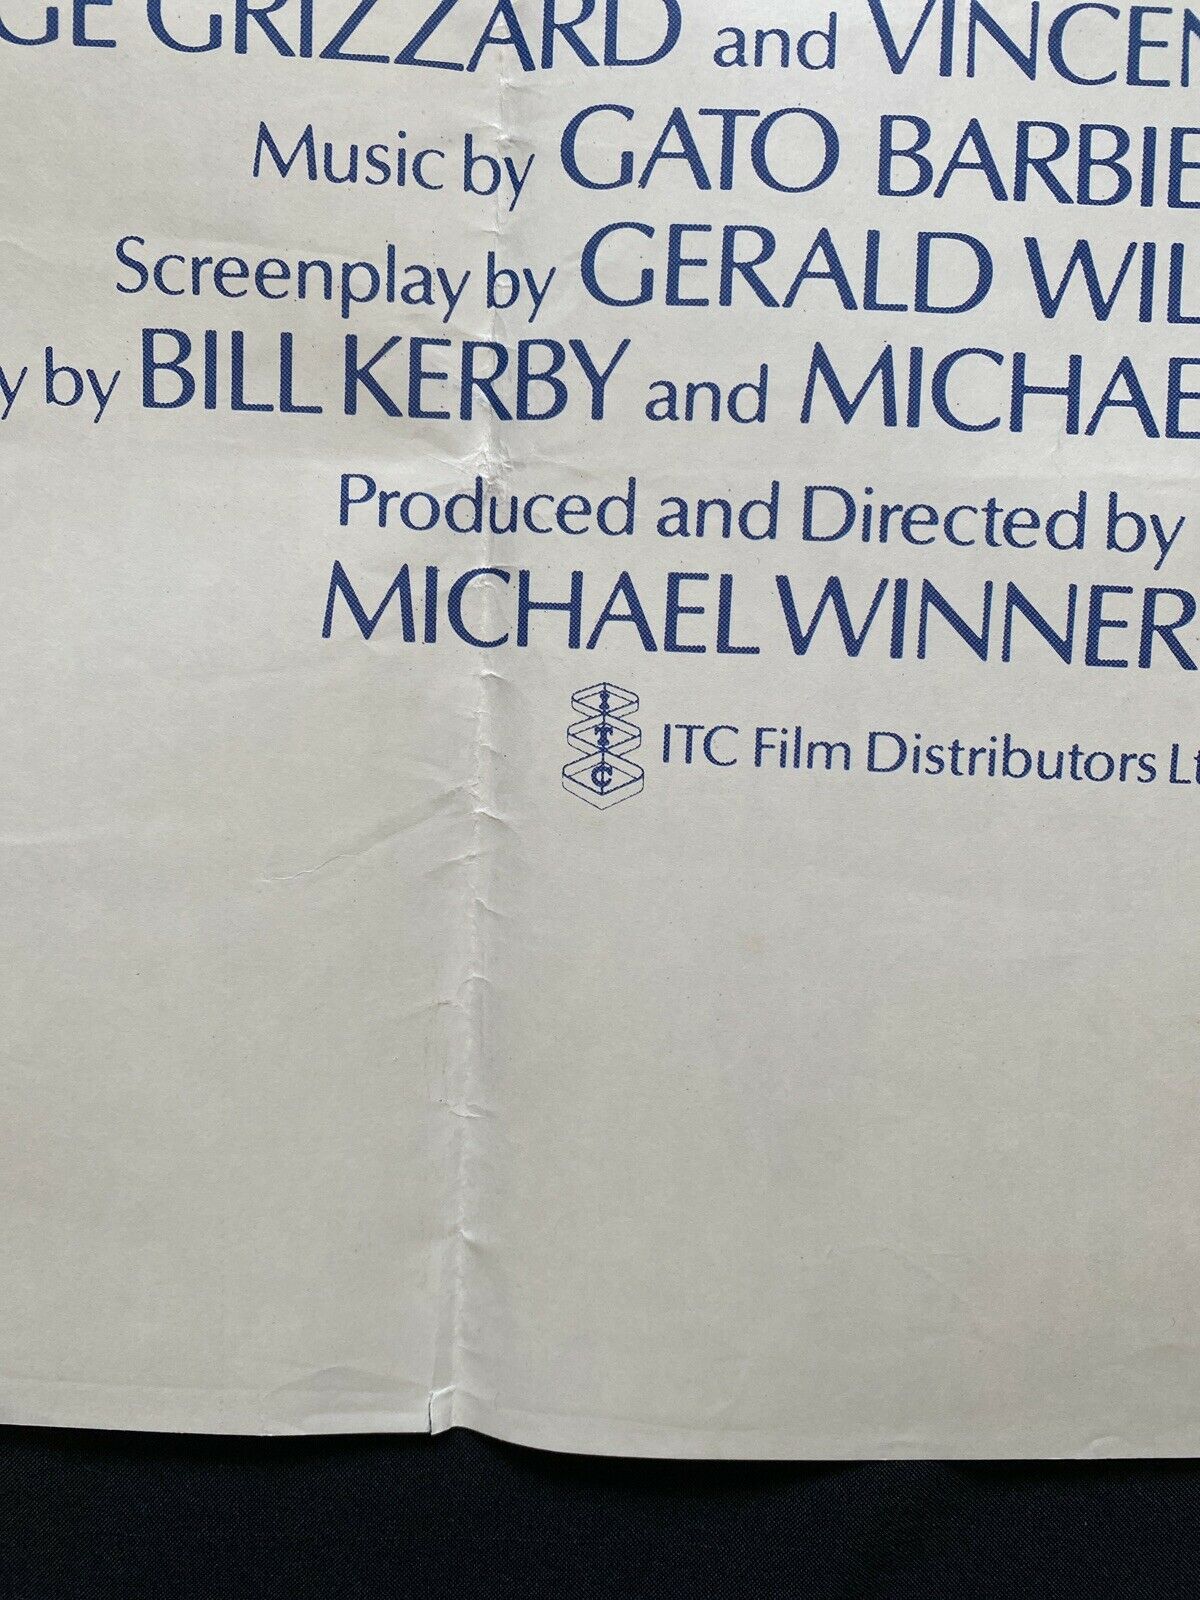 GE GRIZZARD and VINCEN
Music by GATO BARBIE
Screenplay by GERALD WIL
y by BILL KERBY and MICHAE
Produced and Directed by
MICHAEL WINNER
ITC
ITC Film Distributors Lt